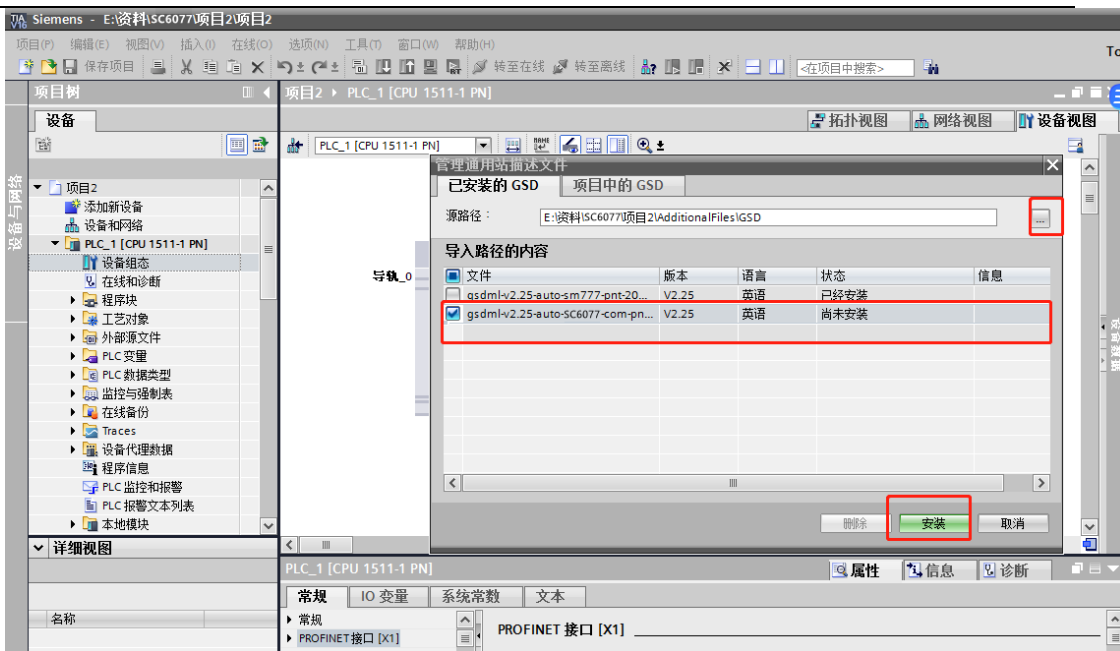 Siemens - E:\资料\SC6077\项目2\项目2
项目(P) 编辑(E) 视图(V) 插入(I) 在线(O) 选项(N) 工具(T) 窗口(W) 帮助(H)
To
保存项目 转至在线 转至离线 <在项目中搜索>
项目树
项目2 ▸ PLC_1 [CPU 1511-1 PN]
设备
拓扑视图 网络视图 设备视图
PLC_1 [CPU 1511-1 PN]
管理通用站描述文件
已安装的 GSD 项目中的 GSD
源路径： E:\资料\SC6077\项目2\AdditionalFiles\GSD ...
导入路径的内容
文件 版本 语言 状态 信息
gsdml-v2.25-auto-sm777-pnt-20... V2.25 英语 已经安装
gsdml-v2.25-auto-SC6077-com-pn... V2.25 英语 尚未安装
删除 安装 取消
导轨_0
设备与网络
项目2
添加新设备
设备和网络
PLC_1 [CPU 1511-1 PN]
设备组态
在线和诊断
程序块
工艺对象
外部源文件
PLC 变量
PLC 数据类型
监控与强制表
在线备份
Traces
设备代理数据
程序信息
PLC 监控和报警
PLC 报警文本列表
本地模块
设备数据
详细视图
名称
PLC_1 [CPU 1511-1 PN]
属性 信息 诊断
常规 IO 变量 系统常数 文本
常规
PROFINET 接口 [X1]
PROFINET 接口 [X1]